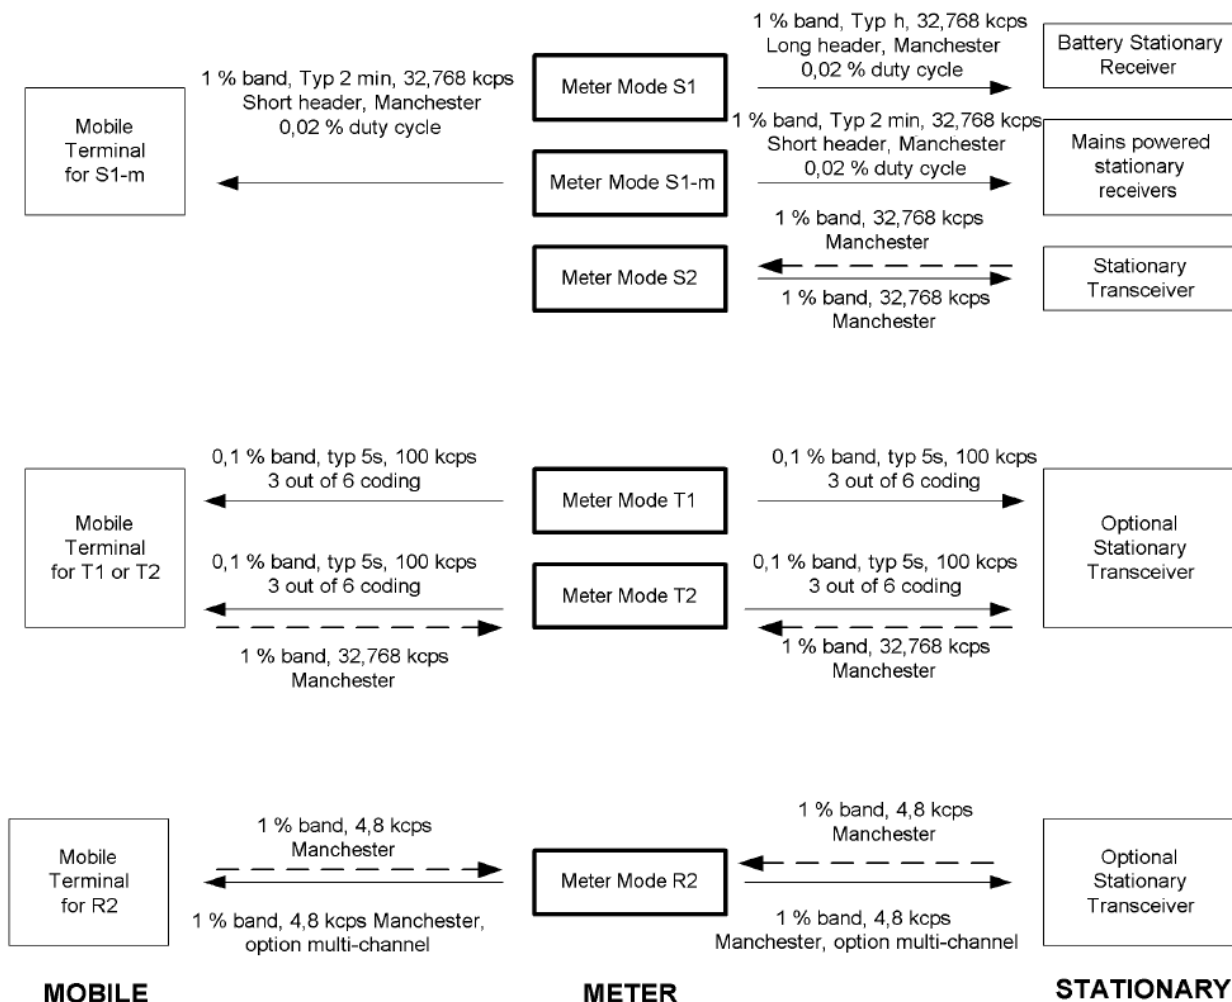 1 % band, Typ h, 32,768 kcps
Long header, Manchester
0,02 % duty cycle
Battery Stationary
Receiver
Meter Mode S1
1 % band, Typ 2 min, 32,768 kcps
Short header, Manchester
0,02 % duty cycle
Mobile
Terminal
for S1-m
1 % band, Typ 2 min, 32,768 kcps
Short header, Manchester
0,02 % duty cycle
Meter Mode S1-m
Mains powered
stationary
receivers
1 % band, 32,768 kcps
Manchester
Meter Mode S2
1 % band, 32,768 kcps
Manchester
Stationary
Transceiver
0,1 % band, typ 5s, 100 kcps
3 out of 6 coding
Meter Mode T1
0,1 % band, typ 5s, 100 kcps
3 out of 6 coding
Mobile
Terminal
for T1 or T2
Optional
Stationary
Transceiver
0,1 % band, typ 5s, 100 kcps
3 out of 6 coding
Meter Mode T2
0,1 % band, typ 5s, 100 kcps
3 out of 6 coding
1 % band, 32,768 kcps
Manchester
1 % band, 32,768 kcps
Manchester
1 % band, 4,8 kcps
Manchester
1 % band, 4,8 kcps
Manchester
Mobile
Terminal
for R2
Meter Mode R2
Optional
Stationary
Transceiver
1 % band, 4,8 kcps Manchester,
option multi-channel
1 % band, 4,8 kcps
Manchester, option multi-channel
MOBILE
METER
STATIONARY